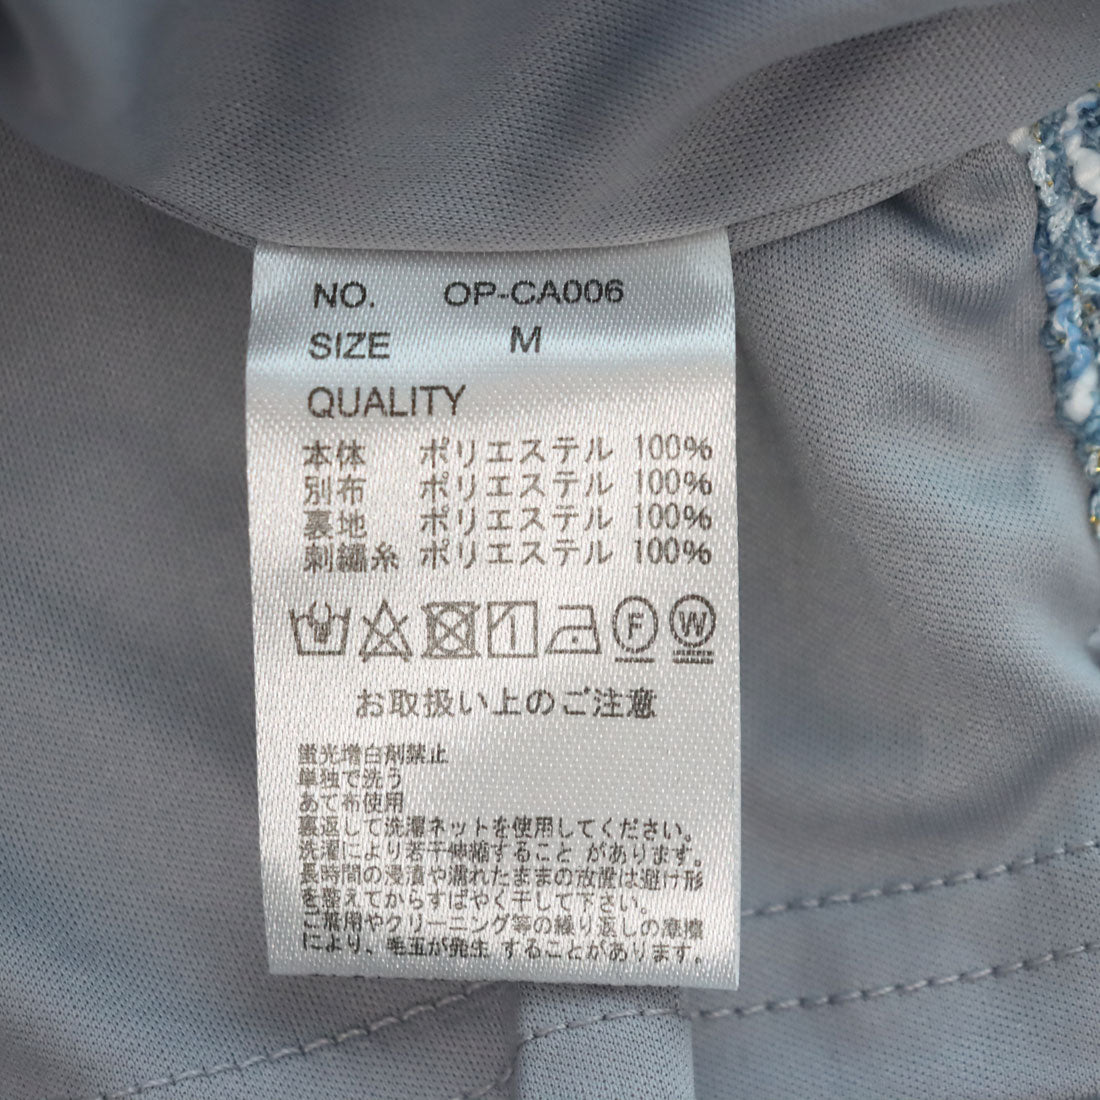 NO. OP-CA006
SIZE M
QUALITY
本体 ポリエステル 100%
別布 ポリエステル 100%
裏地 ポリエステル 100%
刺繍糸 ポリエステル 100%
1 F W
お取扱い上のご注意
蛍光増白剤禁止
単独で洗う
あて布使用
裏返して洗濯ネットを使用してください。
洗濯により若干伸縮すること があります。
長時間の浸漬や濡れたままの放置は避け形
を整えてからすばやく干して下さい。
ご着用やクリーニング等の繰り返しの摩擦
により、毛玉が発生 することがあります。